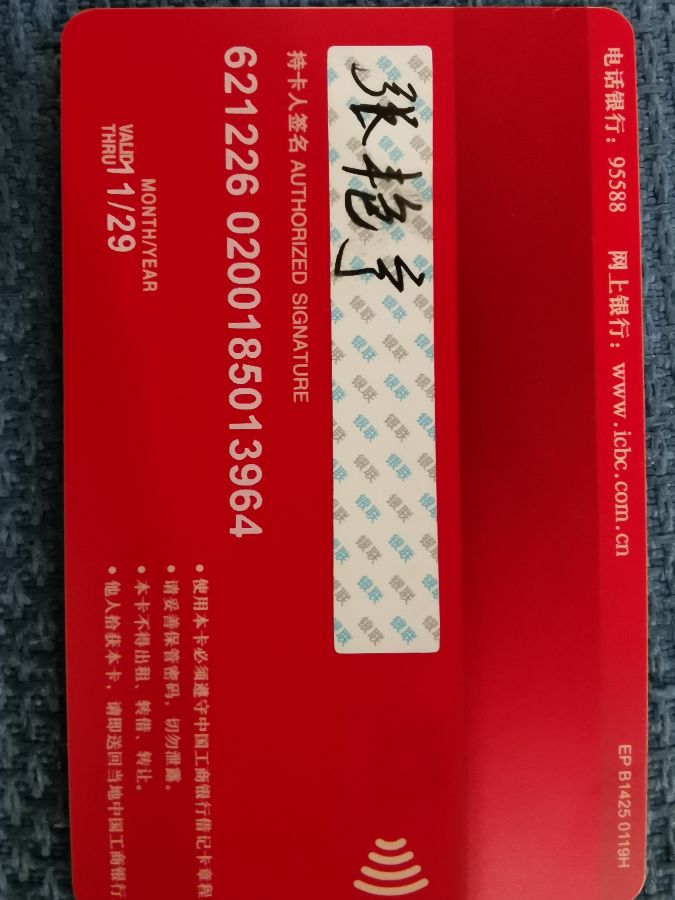 电话银行：95588 网上银行：www.icbc.com.cn
持卡人签名 AUTHORIZED SIGNATURE
621226 0200185013964
MONTH/YEAR
VALID THRU 11/29
•使用本卡必须遵守中国工商银行借记卡章程
•请妥善保管密码，切勿泄露。
•本卡不得出租、转借、转让。
•他人拾获本卡，请即送回当地中国工商银行
EP B1425 0119H
银联